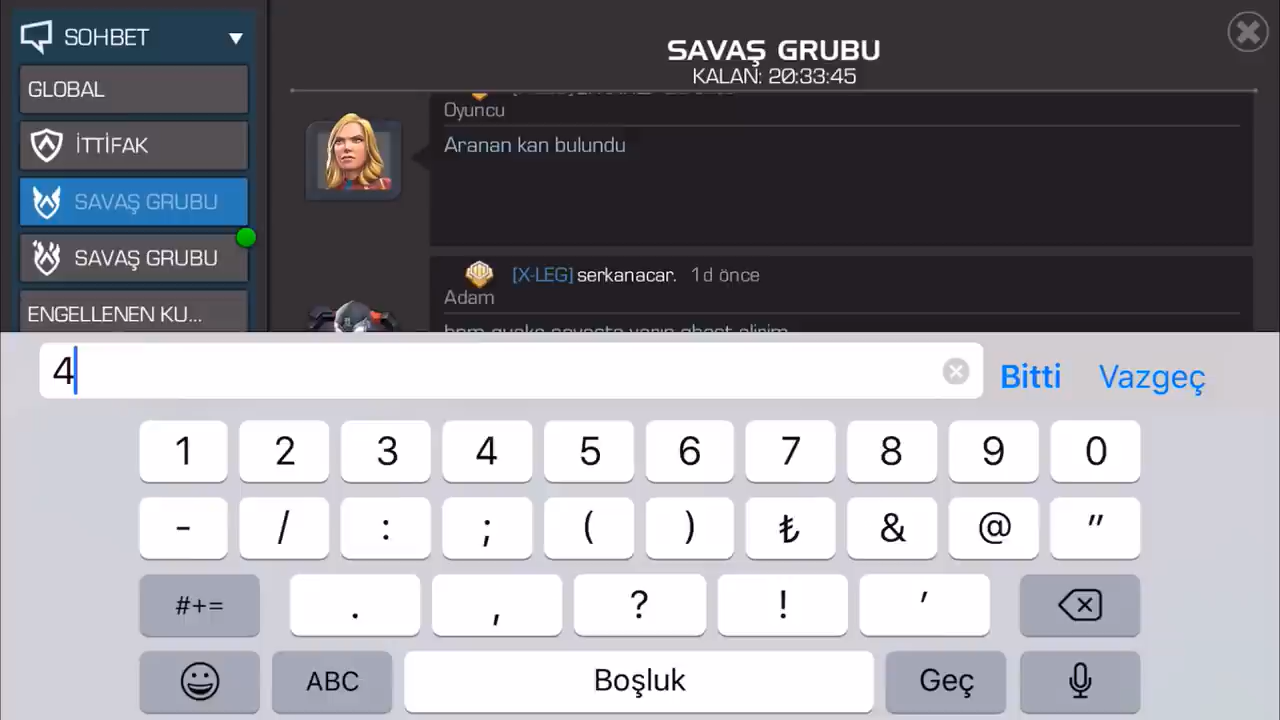 SOHBET
GLOBAL
İTTİFAK
SAVAŞ GRUBU
SAVAŞ GRUBU
ENGELLENEN KU...
SAVAŞ GRUBU
KALAN: 20:33:45
Oyuncu
Aranan kan bulundu
[X-LEG] serkanacar. 1d önce
Adam
4
Bitti Vazgeç
1 2 3 4 5 6 7 8 9 0
- / : ; ( ) ₺ & @ "
#+= . , ? ! '
ABC Boşluk Geç